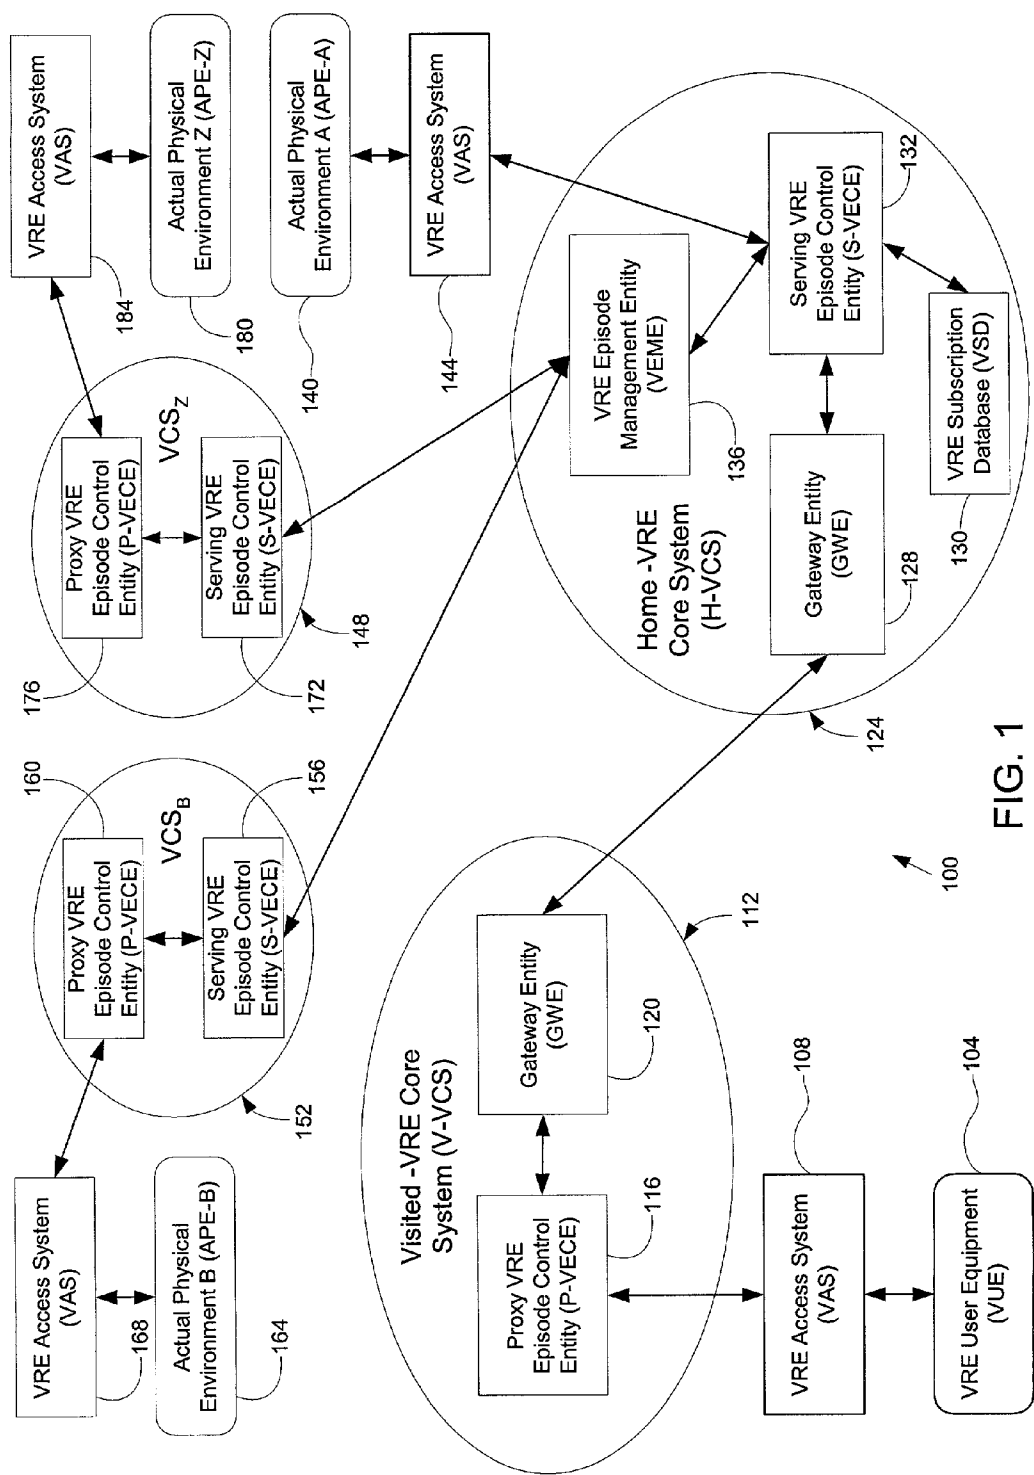 VRE Access System
(VAS)
168
Actual Physical
Environment B (APE-B)
164
152
160
Proxy VRE
Episode Control
Entity (P-VECE)
VCS_B
Serving VRE
Episode Control
Entity (S-VECE)
156
176
Proxy VRE
Episode Control
Entity (P-VECE)
VCS_Z
Serving VRE
Episode Control
Entity (S-VECE)
172
148
VRE Access System
(VAS)
184
Actual Physical
Environment Z (APE-Z)
180
Actual Physical
Environment A (APE-A)
140
VRE Access System
(VAS)
144
Visited -VRE Core
System (V-VCS)
Proxy VRE
Episode Control
Entity (P-VECE)
116
Gateway Entity
(GWE)
120
112
Home -VRE
Core System
(H-VCS)
VRE Episode
Management Entity
(VEME)
136
Gateway Entity
(GWE)
128
Serving VRE
Episode Control
Entity (S-VECE)
132
VRE Subscription
Database (VSD)
130
124
VRE Access System
(VAS)
108
VRE User Equipment
(VUE)
104
100
FIG. 1